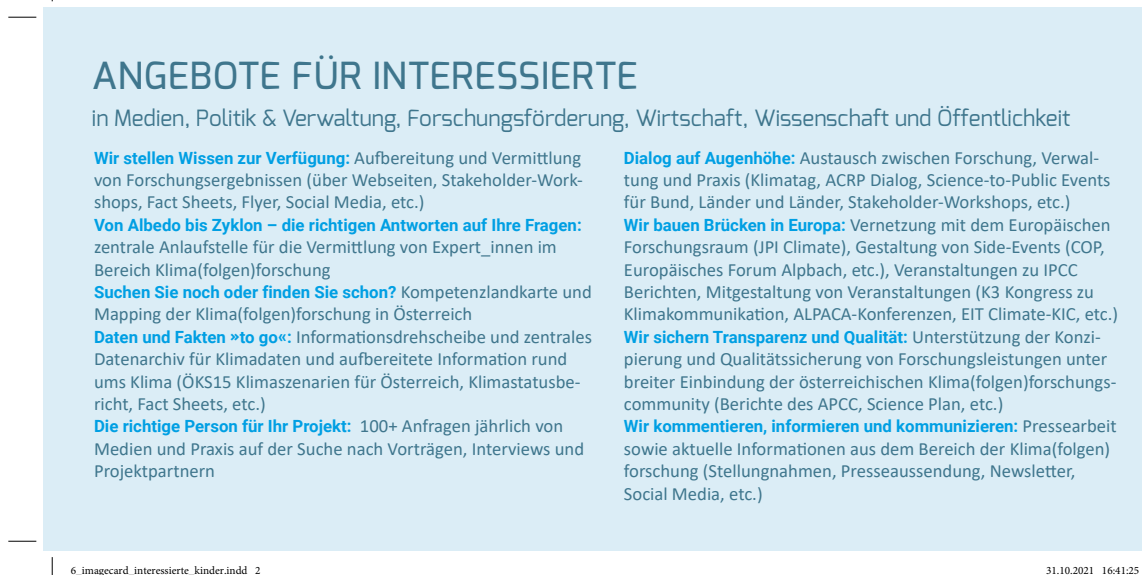 ANGEBOTE FÜR INTERESSIERTE
in Medien, Politik & Verwaltung, Forschungsförderung, Wirtschaft, Wissenschaft und Öffentlichkeit
Wir stellen Wissen zur Verfügung: Aufbereitung und Vermittlung
von Forschungsergebnissen (über Webseiten, Stakeholder-Work-
shops, Fact Sheets, Flyer, Social Media, etc.)
Von Albedo bis Zyklon – die richtigen Antworten auf Ihre Fragen:
zentrale Anlaufstelle für die Vermittlung von Expert_innen im
Bereich Klima(folgen)forschung
Suchen Sie noch oder finden Sie schon? Kompetenzlandkarte und
Mapping der Klima(folgen)forschung in Österreich
Daten und Fakten »to go«: Informationsdrehscheibe und zentrales
Datenarchiv für Klimadaten und aufbereitete Information rund
ums Klima (ÖKS15 Klimaszenarien für Österreich, Klimastatusbe-
richt, Fact Sheets, etc.)
Die richtige Person für Ihr Projekt: 100+ Anfragen jährlich von
Medien und Praxis auf der Suche nach Vorträgen, Interviews und
Projektpartnern
Dialog auf Augenhöhe: Austausch zwischen Forschung, Verwal-
tung und Praxis (Klimatag, ACRP Dialog, Science-to-Public Events
für Bund, Länder und Länder, Stakeholder-Workshops, etc.)
Wir bauen Brücken in Europa: Vernetzung mit dem Europäischen
Forschungsraum (JPI Climate), Gestaltung von Side-Events (COP,
Europäisches Forum Alpbach, etc.), Veranstaltungen zu IPCC
Berichten, Mitgestaltung von Veranstaltungen (K3 Kongress zu
Klimakommunikation, ALPACA-Konferenzen, EIT Climate-KIC, etc.)
Wir sichern Transparenz und Qualität: Unterstützung der Konzi-
pierung und Qualitätssicherung von Forschungsleistungen unter
breiter Einbindung der österreichischen Klima(folgen)forschungs-
community (Berichte des APCC, Science Plan, etc.)
Wir kommentieren, informieren und kommunizieren: Pressearbeit
sowie aktuelle Informationen aus dem Bereich der Klima(folgen)
forschung (Stellungnahmen, Presseaussendung, Newsletter,
Social Media, etc.)
6_imagecard_interessierte_kinder.indd 2
31.10.2021 16:41:25